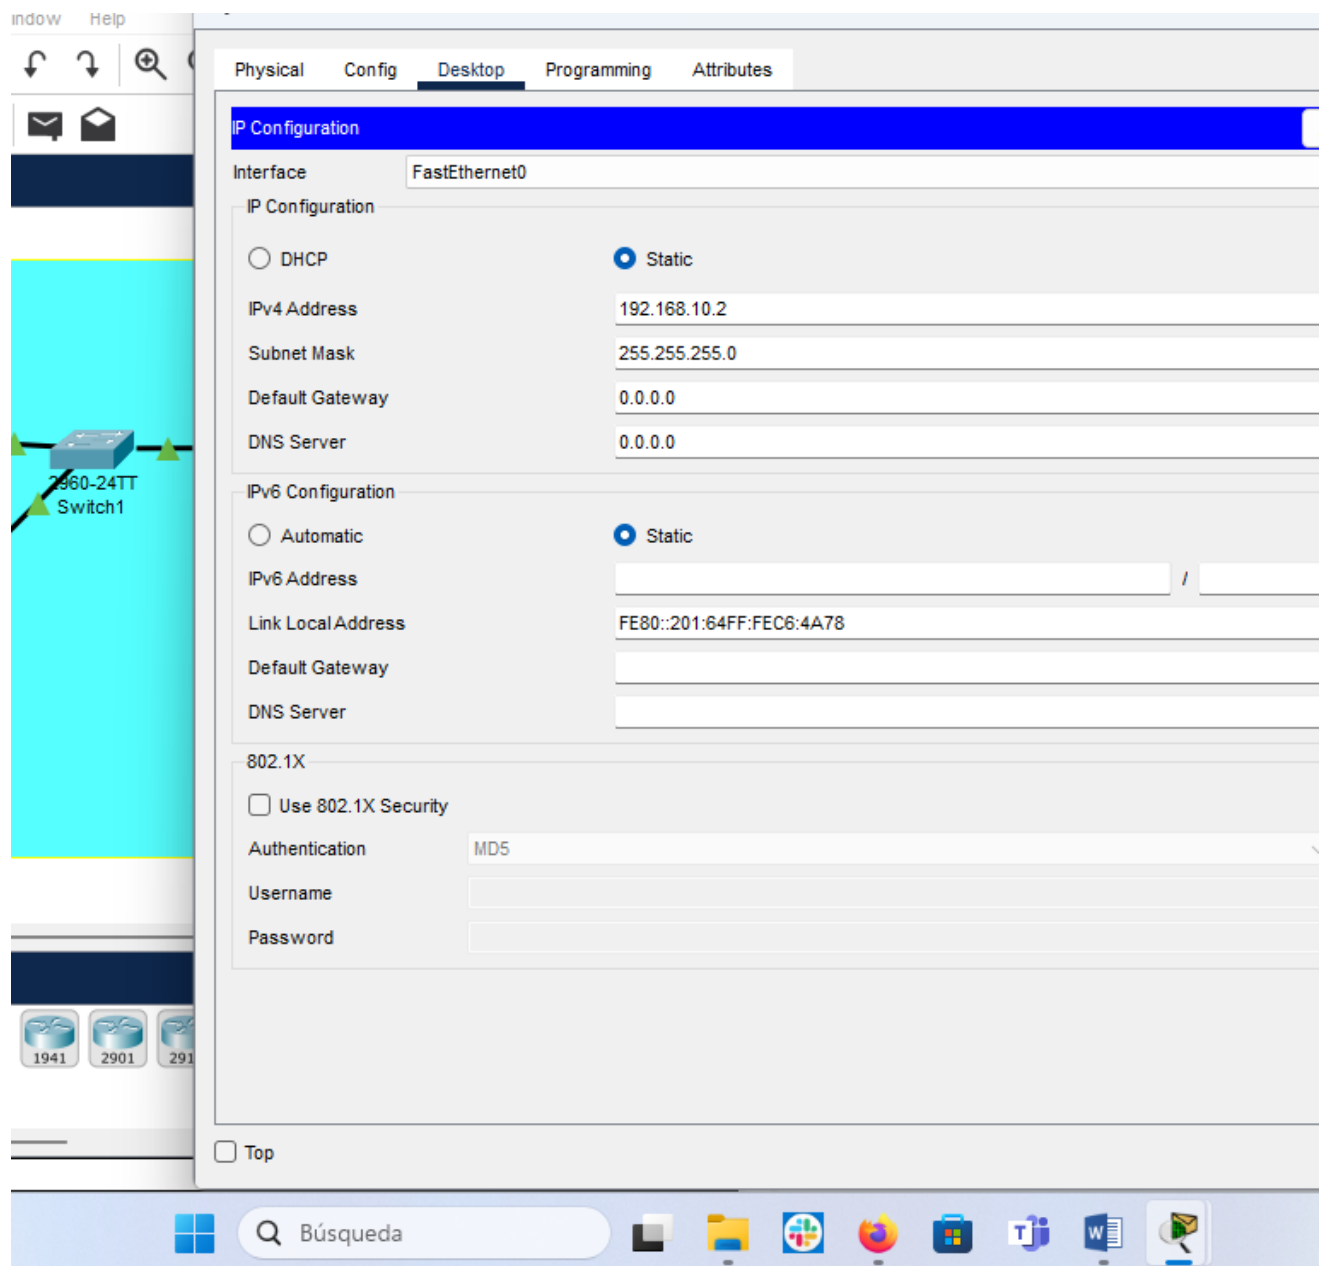 indow Help
Physical Config Desktop Programming Attributes
IP Configuration
Interface FastEthernet0
IP Configuration
DHCP Static
IPv4 Address 192.168.10.2
Subnet Mask 255.255.255.0
Default Gateway 0.0.0.0
DNS Server 0.0.0.0
2960-24TT
Switch1
IPv6 Configuration
Automatic Static
IPv6 Address /
Link Local Address FE80::201:64FF:FEC6:4A78
Default Gateway
DNS Server
802.1X
Use 802.1X Security
Authentication MD5
Username
Password
1941 2901 291
Top
Búsqueda